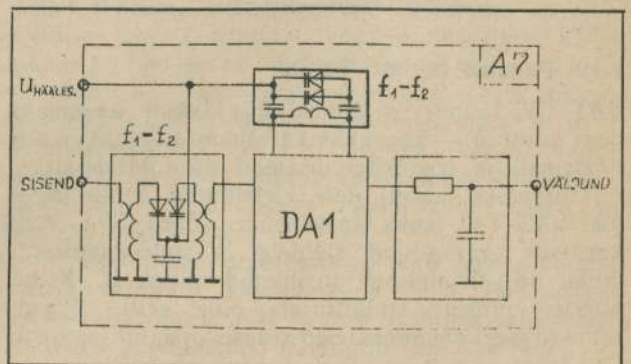 A7
UHÄÄLES.
f₁-f₂
f₁-f₂
SISEND
DA1
VÄLJUND